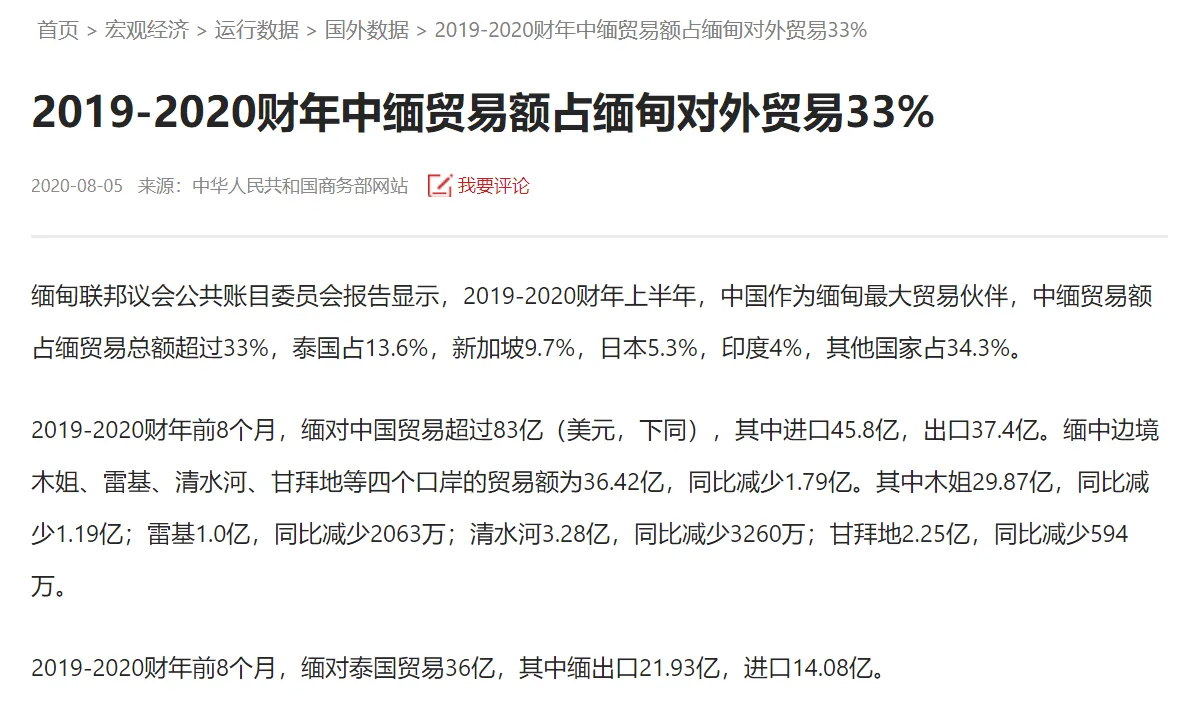 首页 > 宏观经济 > 运行数据 > 国外数据 > 2019-2020财年中缅贸易额占缅甸对外贸易33%
2019-2020财年中缅贸易额占缅甸对外贸易33%
2020-08-05 来源：中华人民共和国商务部网站 我要评论
缅甸联邦议会公共账目委员会报告显示，2019-2020财年上半年，中国作为缅甸最大贸易伙伴，中缅贸易额
占缅贸易总额超过33%，泰国占13.6%，新加坡9.7%，日本5.3%，印度4%，其他国家占34.3%。
2019-2020财年前8个月，缅对中国贸易超过83亿（美元，下同），其中进口45.8亿，出口37.4亿。缅中边境
木姐、雷基、清水河、甘拜地等四个口岸的贸易额为36.42亿，同比减少1.79亿。其中木姐29.87亿，同比减
少1.19亿；雷基1.0亿，同比减少2063万；清水河3.28亿，同比减少3260万；甘拜地2.25亿，同比减少594
万。
2019-2020财年前8个月，缅对泰国贸易36亿，其中缅出口21.93亿，进口14.08亿。